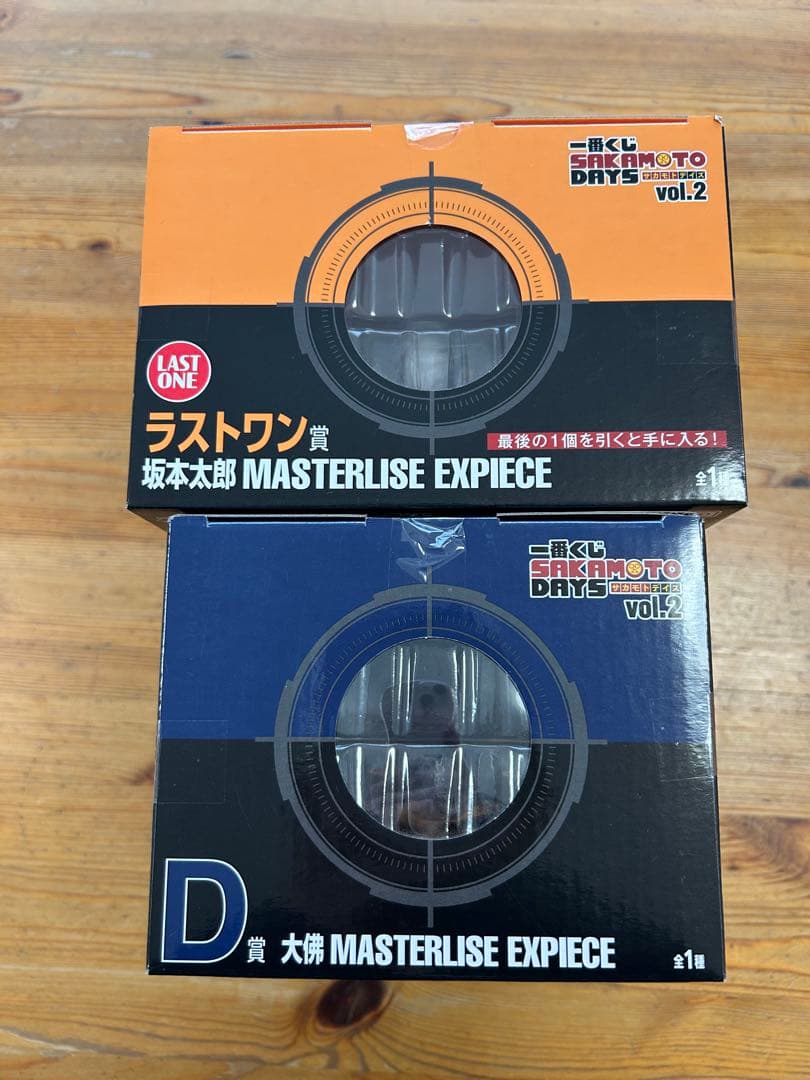 一番くじ
SAKAMOTO
DAYS サカモトデイズ
vol.2
LAST
ONE
ラストワン賞
最後の1個を引くと手に入る!
坂本太郎 MASTERLISE EXPIECE
全1種
一番くじ
SAKAMOTO
DAYS サカモトデイズ
vol.2
D賞 大佛 MASTERLISE EXPIECE
全1種